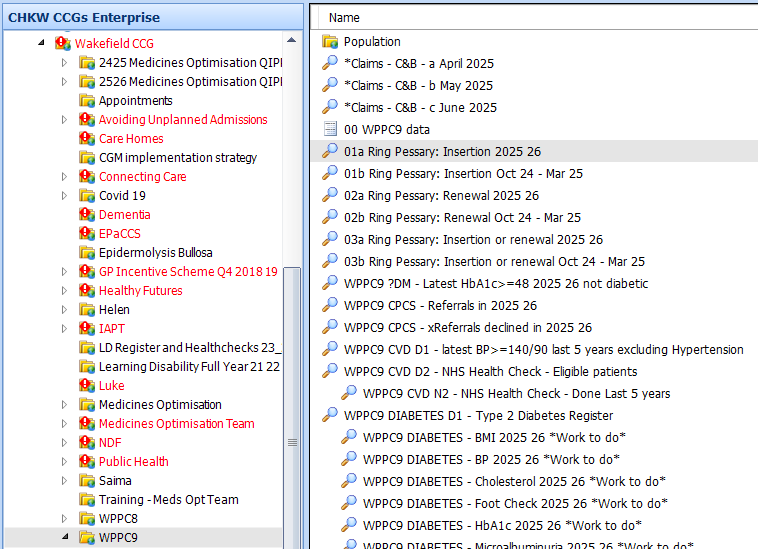 CHKW CCGs Enterprise
Wakefield CCG
2425 Medicines Optimisation QIP
2526 Medicines Optimisation QIP
Appointments
Avoiding Unplanned Admissions
Care Homes
CGM implementation strategy
Connecting Care
Covid 19
Dementia
EPaCCS
Epidermolysis Bullosa
GP Incentive Scheme Q4 2018 19
Healthy Futures
Helen
IAPT
LD Register and Healthchecks 23_
Learning Disability Full Year 21 22
Luke
Medicines Optimisation
Medicines Optimisation Team
NDF
Public Health
Saima
Training - Meds Opt Team
WPPC8
WPPC9
Name
Population
*Claims - C&B - a April 2025
*Claims - C&B - b May 2025
*Claims - C&B - c June 2025
00 WPPC9 data
01a Ring Pessary: Insertion 2025 26
01b Ring Pessary: Insertion Oct 24 - Mar 25
02a Ring Pessary: Renewal 2025 26
02b Ring Pessary: Renewal Oct 24 - Mar 25
03a Ring Pessary: Insertion or renewal 2025 26
03b Ring Pessary: Insertion or renewal Oct 24 - Mar 25
WPPC9 ?DM - Latest HbA1c>=48 2025 26 not diabetic
WPPC9 CPCS - Referrals in 2025 26
WPPC9 CPCS - xReferrals declined in 2025 26
WPPC9 CVD D1 - latest BP>=140/90 last 5 years excluding Hypertension
WPPC9 CVD D2 - NHS Health Check - Eligible patients
WPPC9 CVD N2 - NHS Health Check - Done Last 5 years
WPPC9 DIABETES D1 - Type 2 Diabetes Register
WPPC9 DIABETES - BMI 2025 26 *Work to do*
WPPC9 DIABETES - BP 2025 26 *Work to do*
WPPC9 DIABETES - Cholesterol 2025 26 *Work to do*
WPPC9 DIABETES - Foot Check 2025 26 *Work to do*
WPPC9 DIABETES - HbA1c 2025 26 *Work to do*
WPPC9 DIABETES - Microalbuminuria 2025 26 *Work to do*